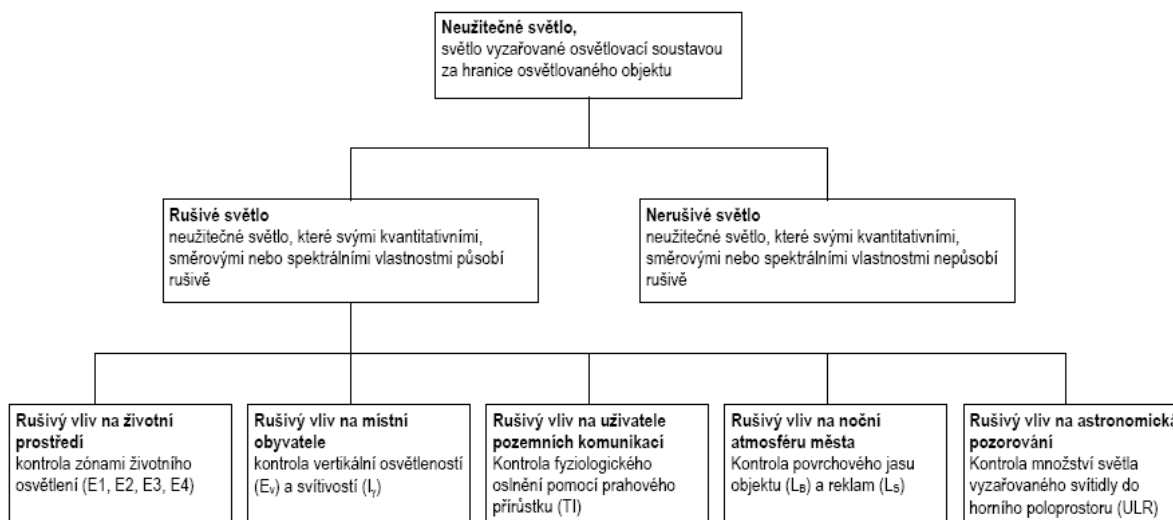 Neužitečné světlo,
světlo vyzařované osvětlovací soustavou
za hranice osvětlovaného objektu
Rušivé světlo
neužitečné světlo, které svými kvantitativními,
směrovými nebo spektrálními vlastnostmi působí
rušivě
Nerušivé světlo
neužitečné světlo, které svými kvantitativními,
směrovými nebo spektrálními vlastnostmi nepůsobí
rušivě
Rušivý vliv na životní
prostředí
kontrola zónami životního
osvětlení (E1, E2, E3, E4)
Rušivý vliv na místní
obyvatele
kontrola vertikální osvětleností
(Eᵥ) a svítivostí (Iᵧ)
Rušivý vliv na uživatele
pozemních komunikací
Kontrola fyziologického
oslnění pomocí prahového
přírůstku (TI)
Rušivý vliv na noční
atmosféru města
Kontrola povrchového jasu
objektu (L_B) a reklam (L_S)
Rušivý vliv na astronomická
pozorování
Kontrola množství světla
vyzařovaného svítidly do
horního poloprostoru (ULR)